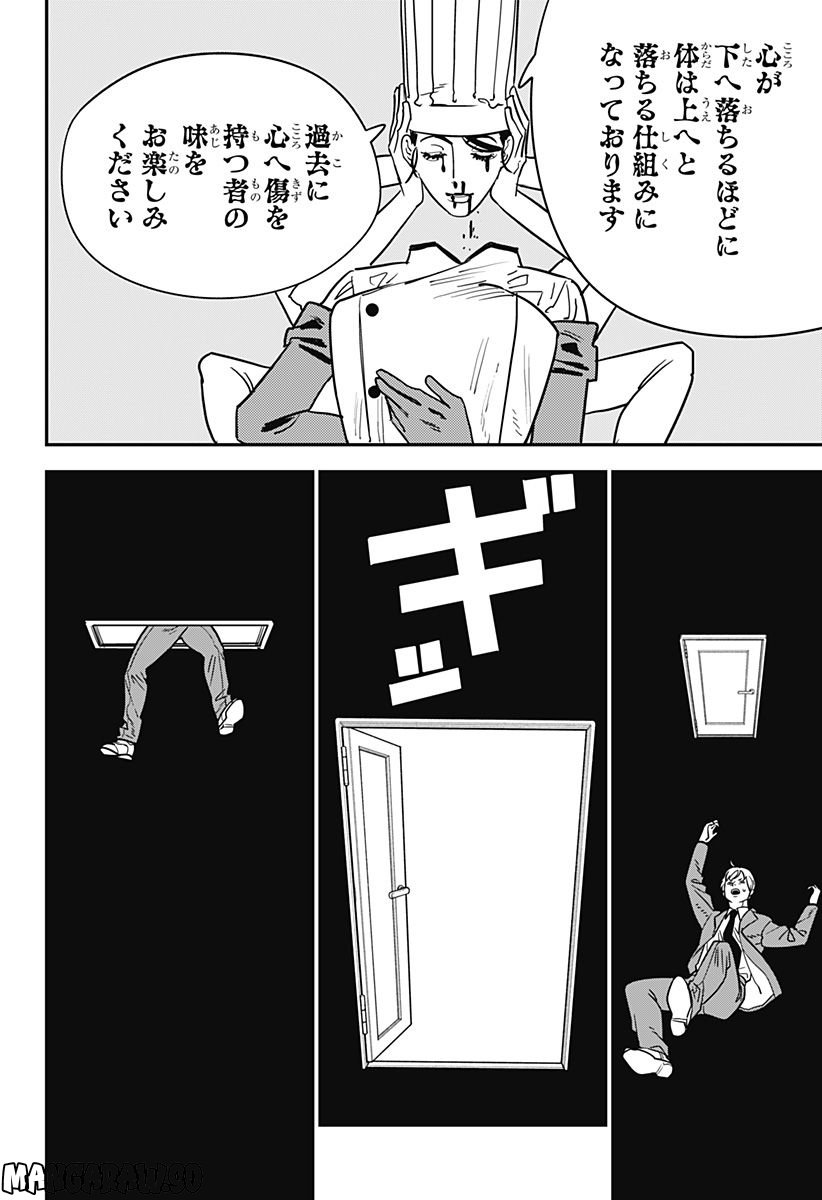 心が
下へ落ちるほどに
体は上へと
落ちる仕組みに
なっております
過去に
心へ傷を
持つ者の
味を
お楽しみ
ください
ギィ
MANGARAW.SO